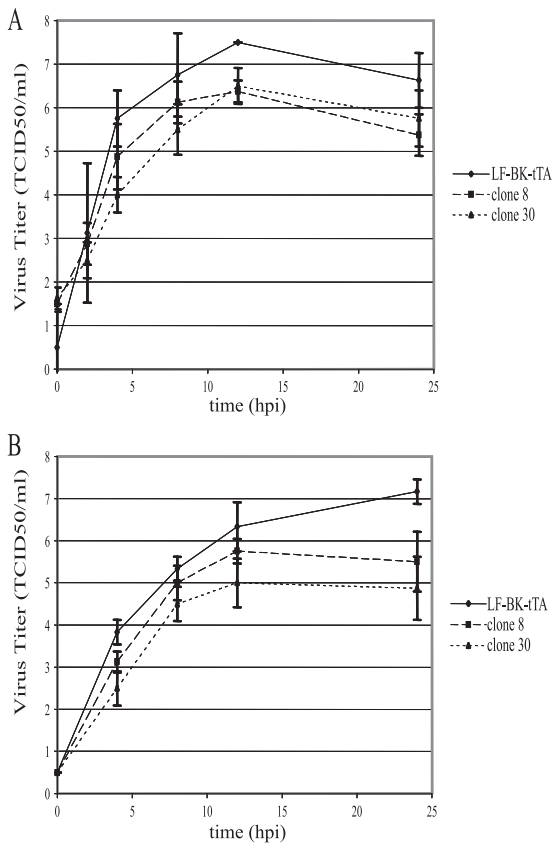 A
8
7
6
5
4
3
2
1
0
Virus Titer (TCID50/ml)
0 5 10 15 20 25
time (hpi)
LF-BK-tTA
clone 8
clone 30
B
8
7
6
5
4
3
2
1
0
Virus Titer (TCID50/ml)
0 5 10 15 20 25
time (hpi)
LF-BK-tTA
clone 8
clone 30